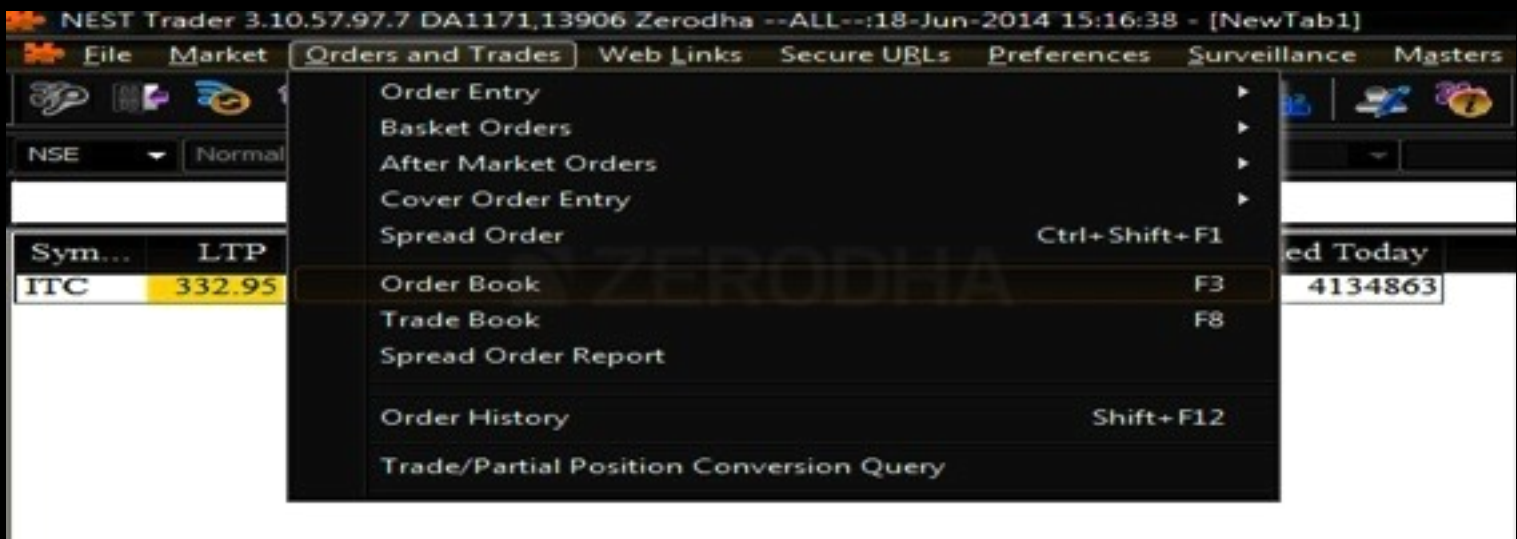 NEST Trader 3.10.57.97.7 DA1171,13906 Zerodha --ALL--:18-Jun-2014 15:16:38 - [NewTab1]
File Market Orders and Trades Web Links Secure URLs Preferences Surveillance Masters
Order Entry
Basket Orders
NSE Normal
After Market Orders
Cover Order Entry
Spread Order Ctrl+Shift+F1
ZERODHA
Sym... LTP ed Today
ITC 332.95 4134863
Order Book F3
Trade Book F8
Spread Order Report
Order History Shift+F12
Trade/Partial Position Conversion Query